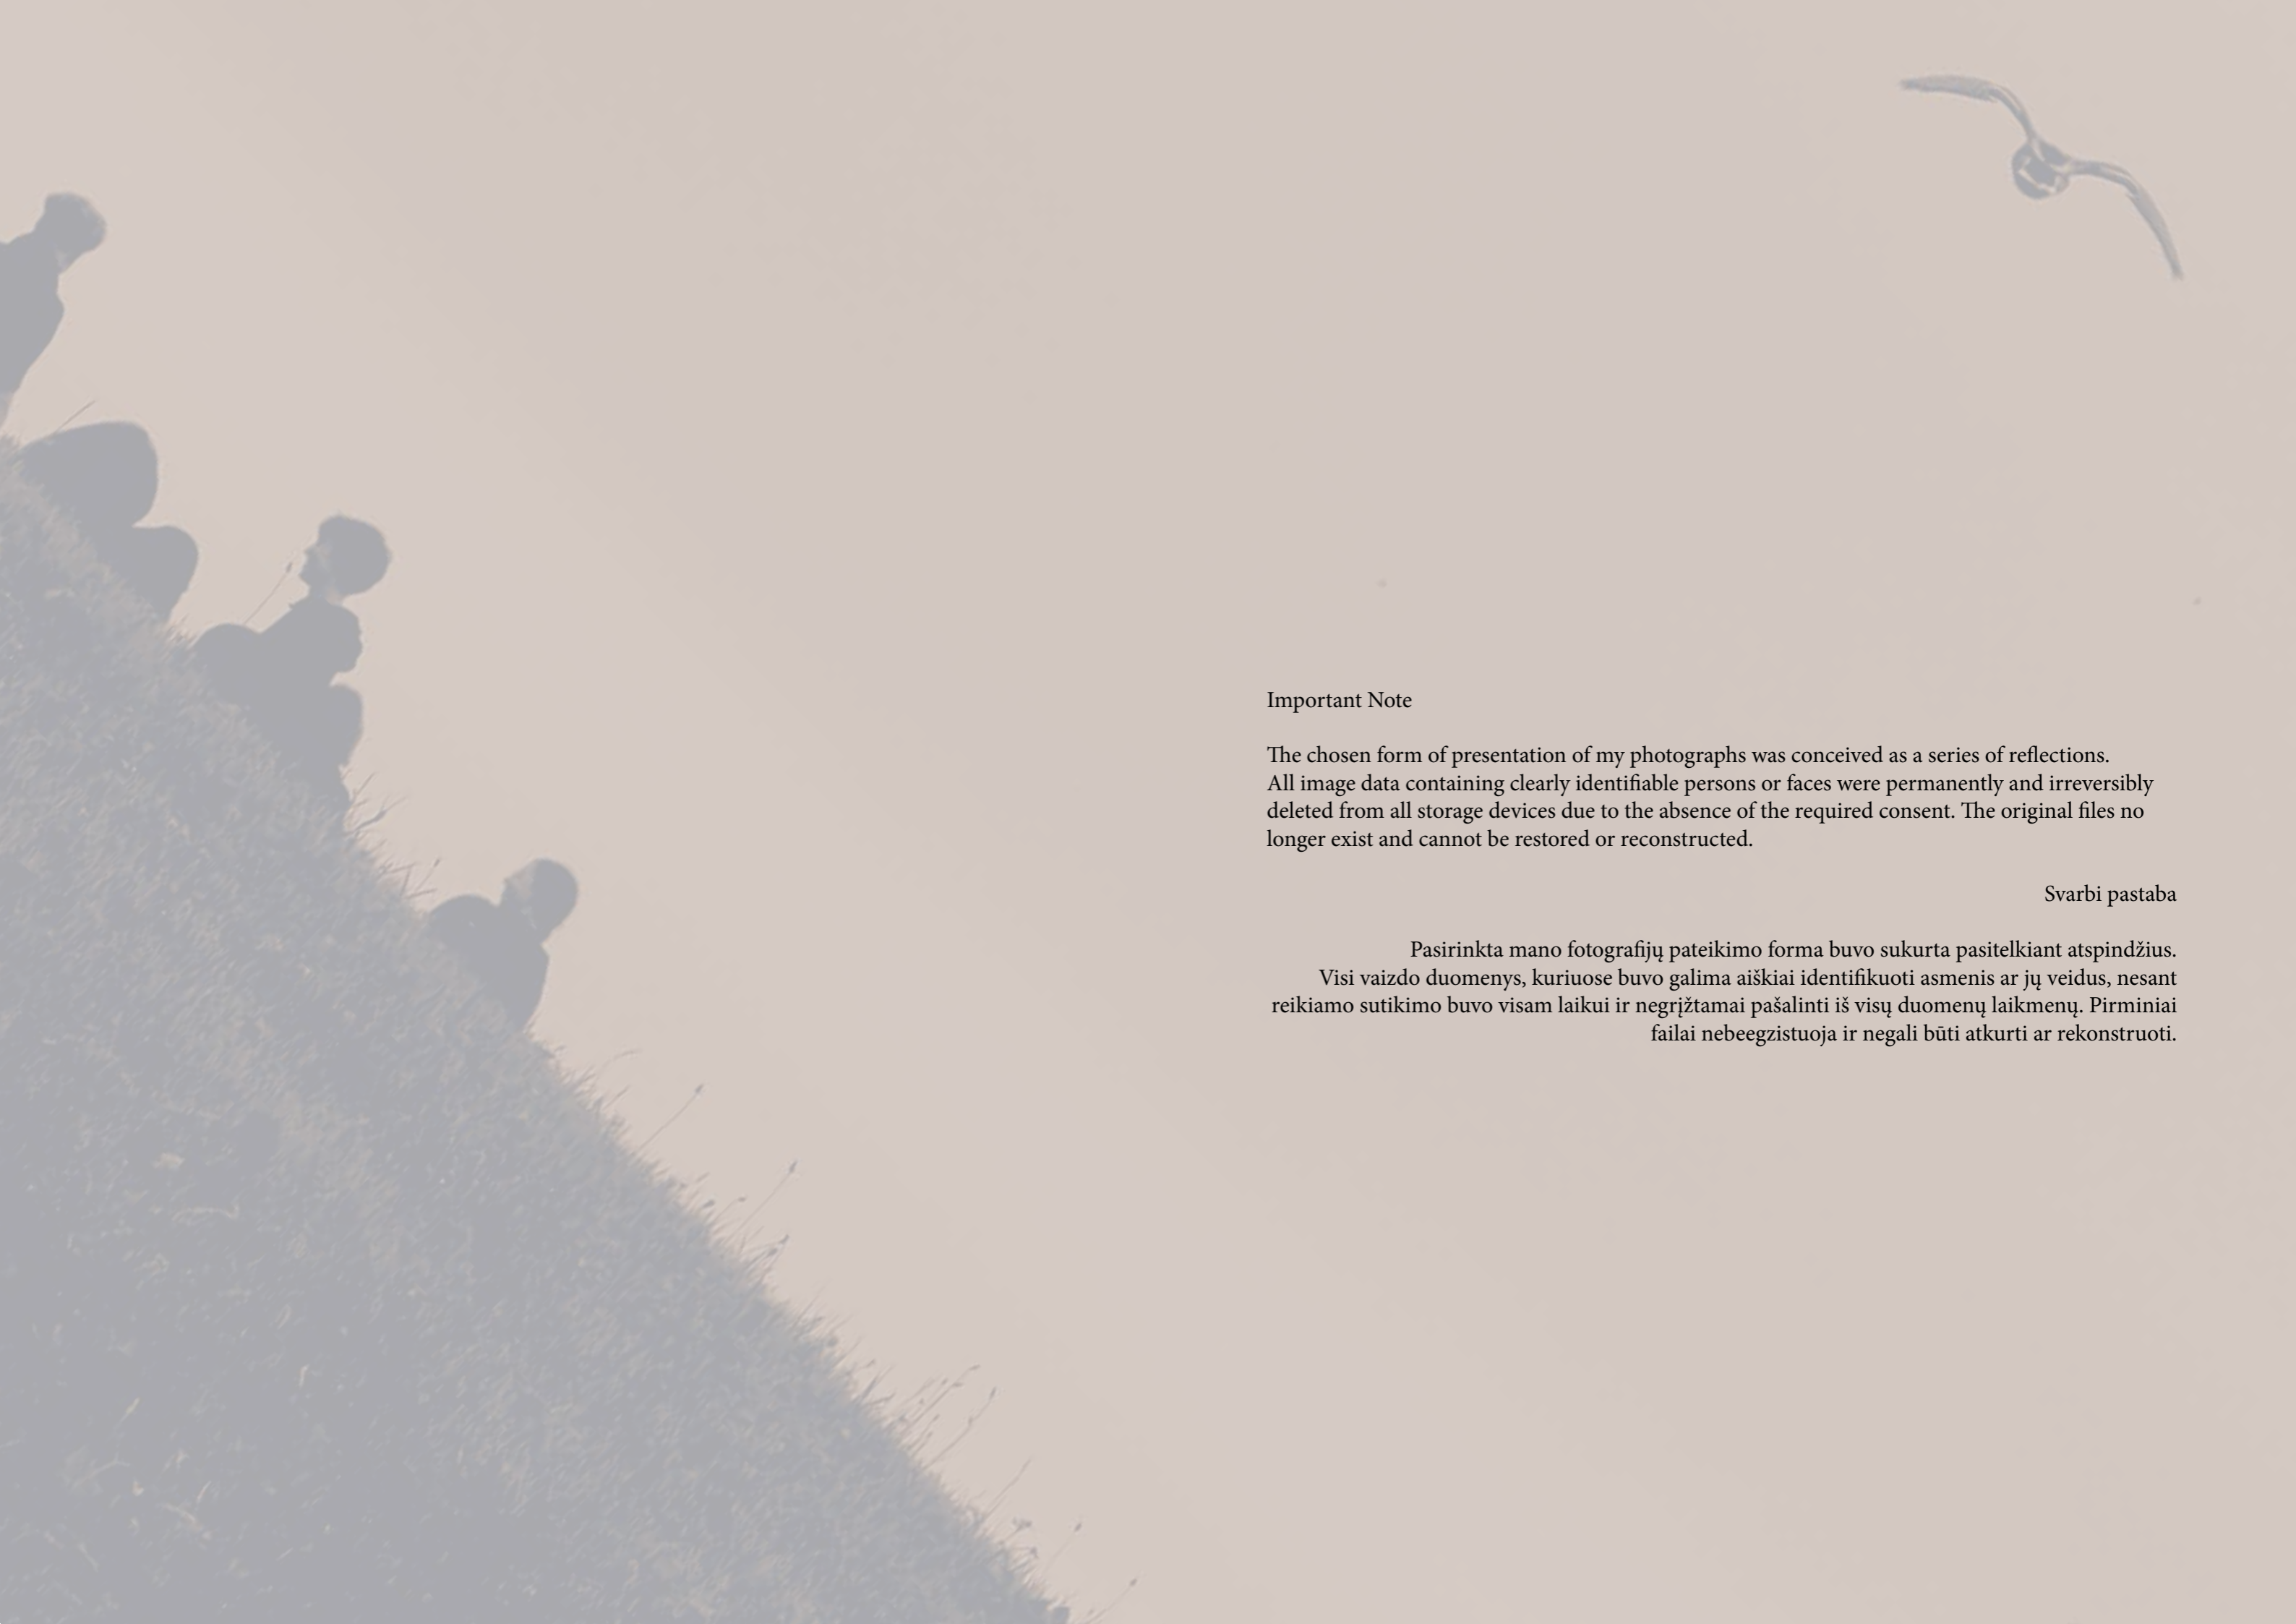 Important Note
The chosen form of presentation of my photographs was conceived as a series of reflections.
All image data containing clearly identifiable persons or faces were permanently and irreversibly
deleted from all storage devices due to the absence of the required consent. The original files no
longer exist and cannot be restored or reconstructed.
Svarbi pastaba
Pasirinkta mano fotografijų pateikimo forma buvo sukurta pasitelkiant atspindžius.
Visi vaizdo duomenys, kuriuose buvo galima aiškiai identifikuoti asmenis ar jų veidus, nesant
reikiamo sutikimo buvo visam laikui ir negrįžtamai pašalinti iš visų duomenų laikmenų. Pirminiai
failai nebeegzistuoja ir negali būti atkurti ar rekonstruoti.